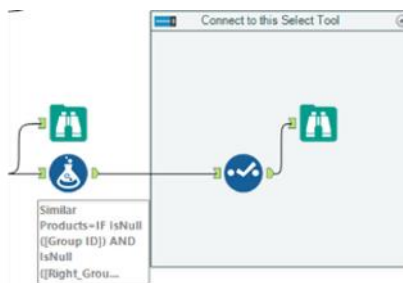 Connect to this Select Tool
Similar
Products=IF IsNull
([Group ID]) AND
IsNull
([Right_Grou...